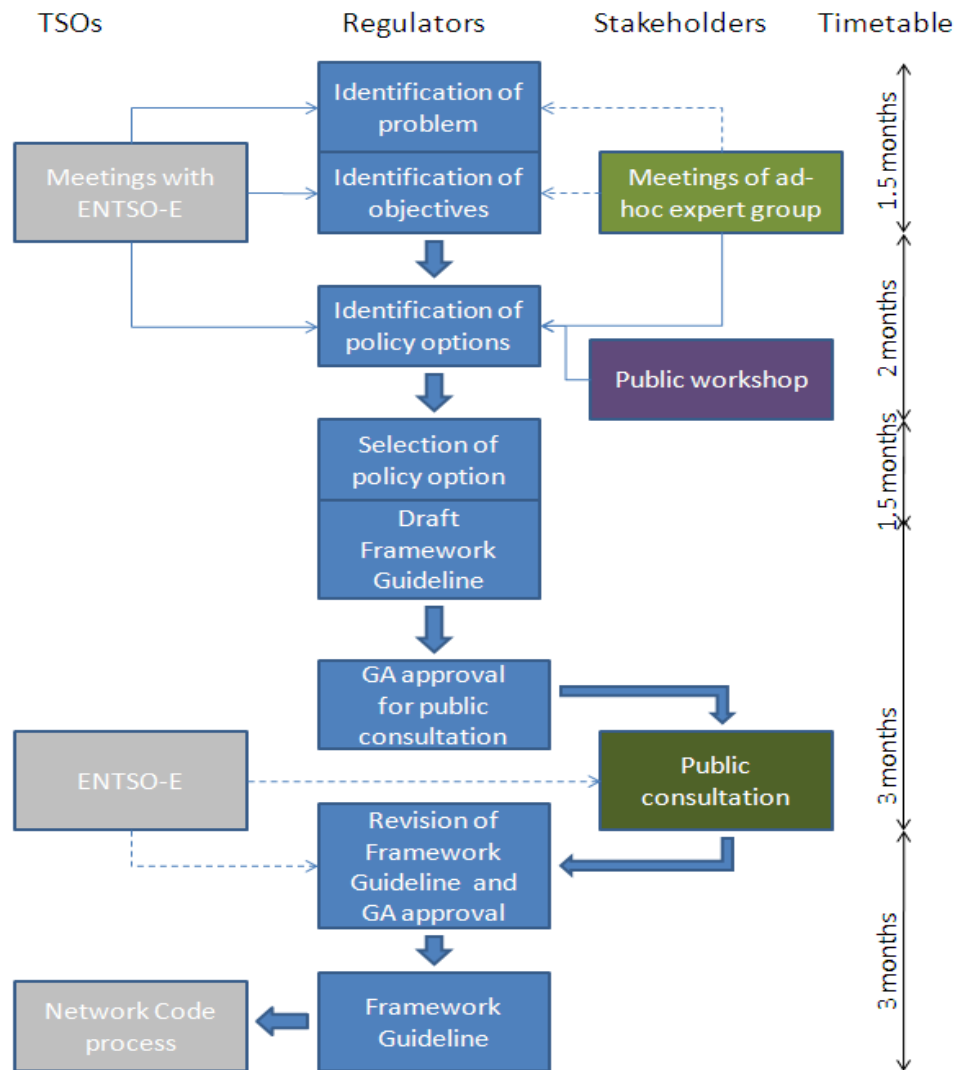 TSOs Regulators Stakeholders Timetable
Identification of
problem
1.5 months
Meetings with
ENTSO-E
Identification of
objectives
Meetings of ad-
hoc expert group
Identification of
policy options
2 months
Public workshop
Selection of
policy option
1.5 months
Draft
Framework
Guideline
GA approval
for public
consultation
3 months
ENTSO-E
Public
consultation
Revision of
Framework
Guideline and
GA approval
3 months
Network Code
process
Framework
Guideline